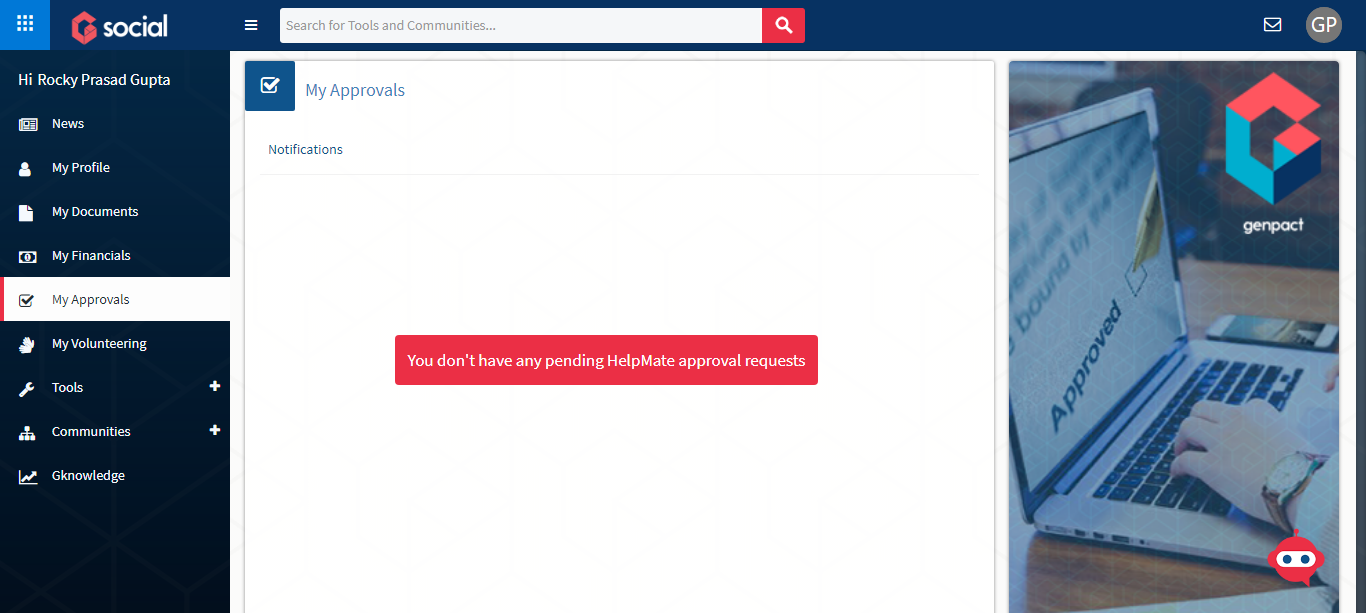 social
Search for Tools and Communities...
GP
Hi Rocky Prasad Gupta
News
My Profile
My Documents
My Financials
My Approvals
My Volunteering
Tools
Communities
Gknowledge
My Approvals
Notifications
You don't have any pending HelpMate approval requests
genpact
bound by
Approved